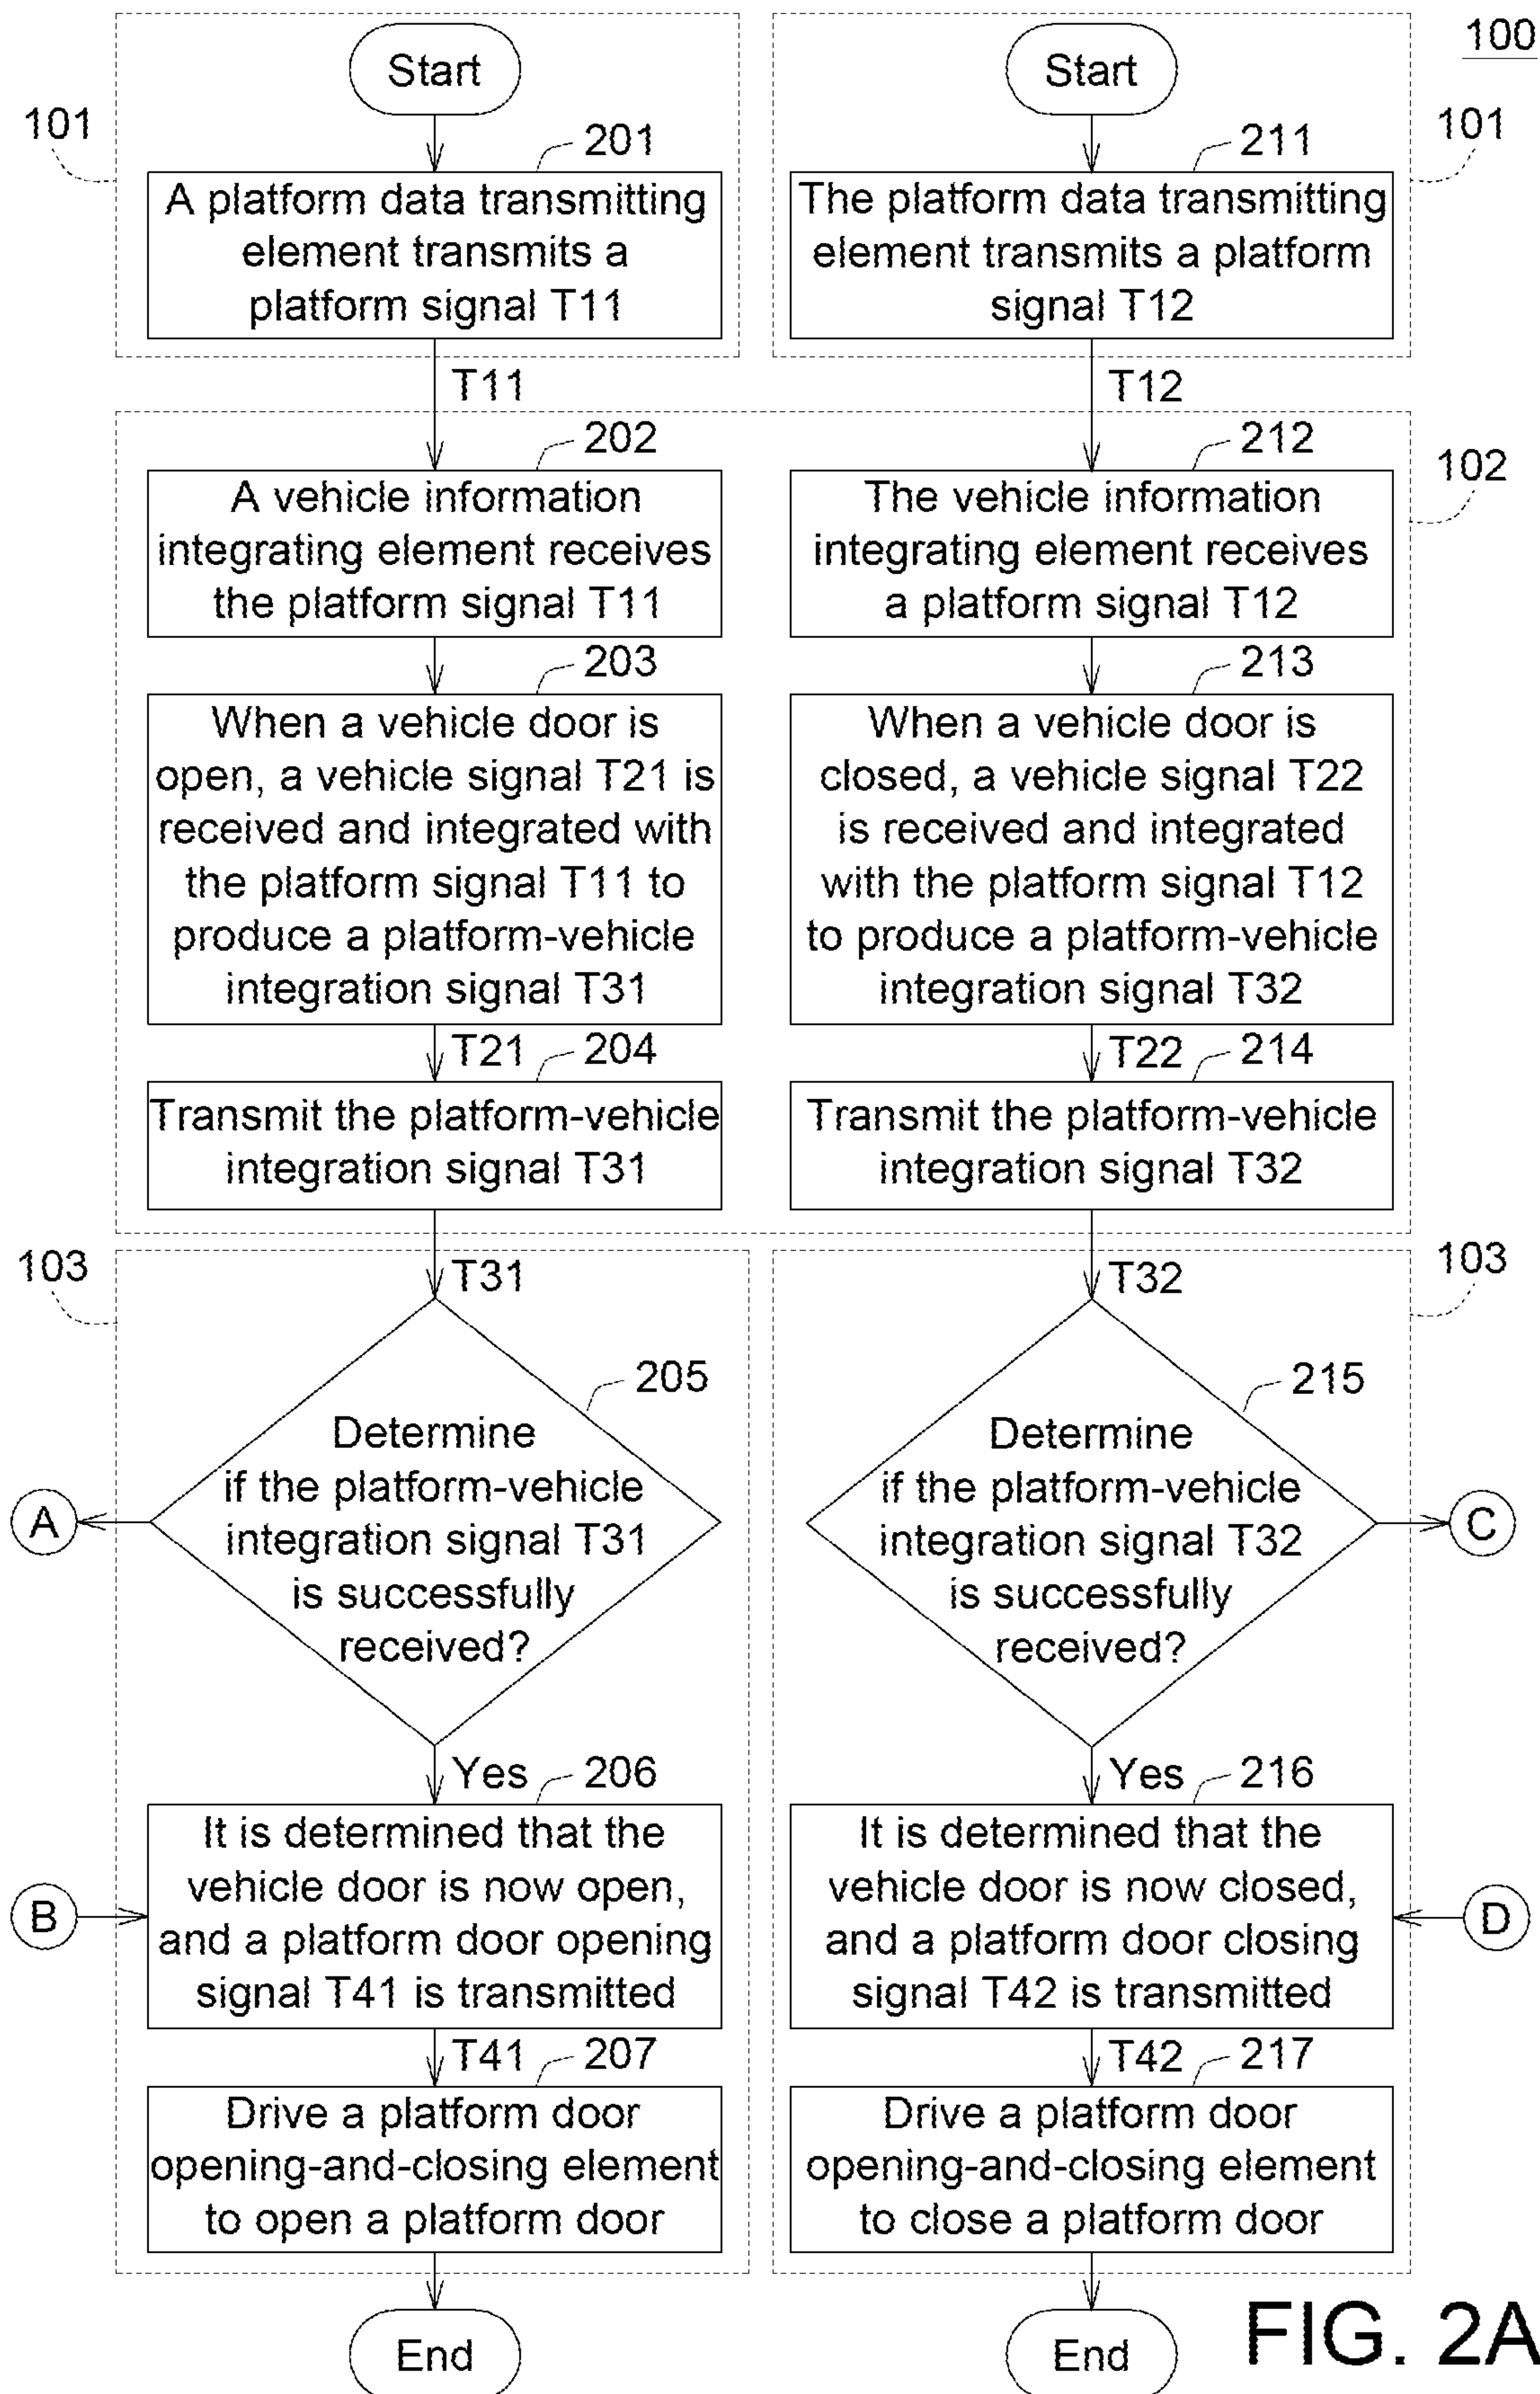 100
Start
101
201
A platform data transmitting
element transmits a
platform signal T11
T11
202
A vehicle information
integrating element receives
the platform signal T11
203
When a vehicle door is
open, a vehicle signal T21 is
received and integrated with
the platform signal T11 to
produce a platform-vehicle
integration signal T31
T21
204
Transmit the platform-vehicle
integration signal T31
103
T31
205
Determine
if the platform-vehicle
integration signal T31
is successfully
received?
A
Yes
206
It is determined that the
vehicle door is now open,
and a platform door opening
signal T41 is transmitted
B
T41
207
Drive a platform door
opening-and-closing element
to open a platform door
End
Start
101
211
The platform data transmitting
element transmits a platform
signal T12
T12
102
212
The vehicle information
integrating element receives
a platform signal T12
213
When a vehicle door is
closed, a vehicle signal T22
is received and integrated
with the platform signal T12
to produce a platform-vehicle
integration signal T32
T22
214
Transmit the platform-vehicle
integration signal T32
103
T32
215
Determine
if the platform-vehicle
integration signal T32
is successfully
received?
C
Yes
216
It is determined that the
vehicle door is now closed,
and a platform door closing
signal T42 is transmitted
D
T42
217
Drive a platform door
opening-and-closing element
to close a platform door
End
FIG. 2A